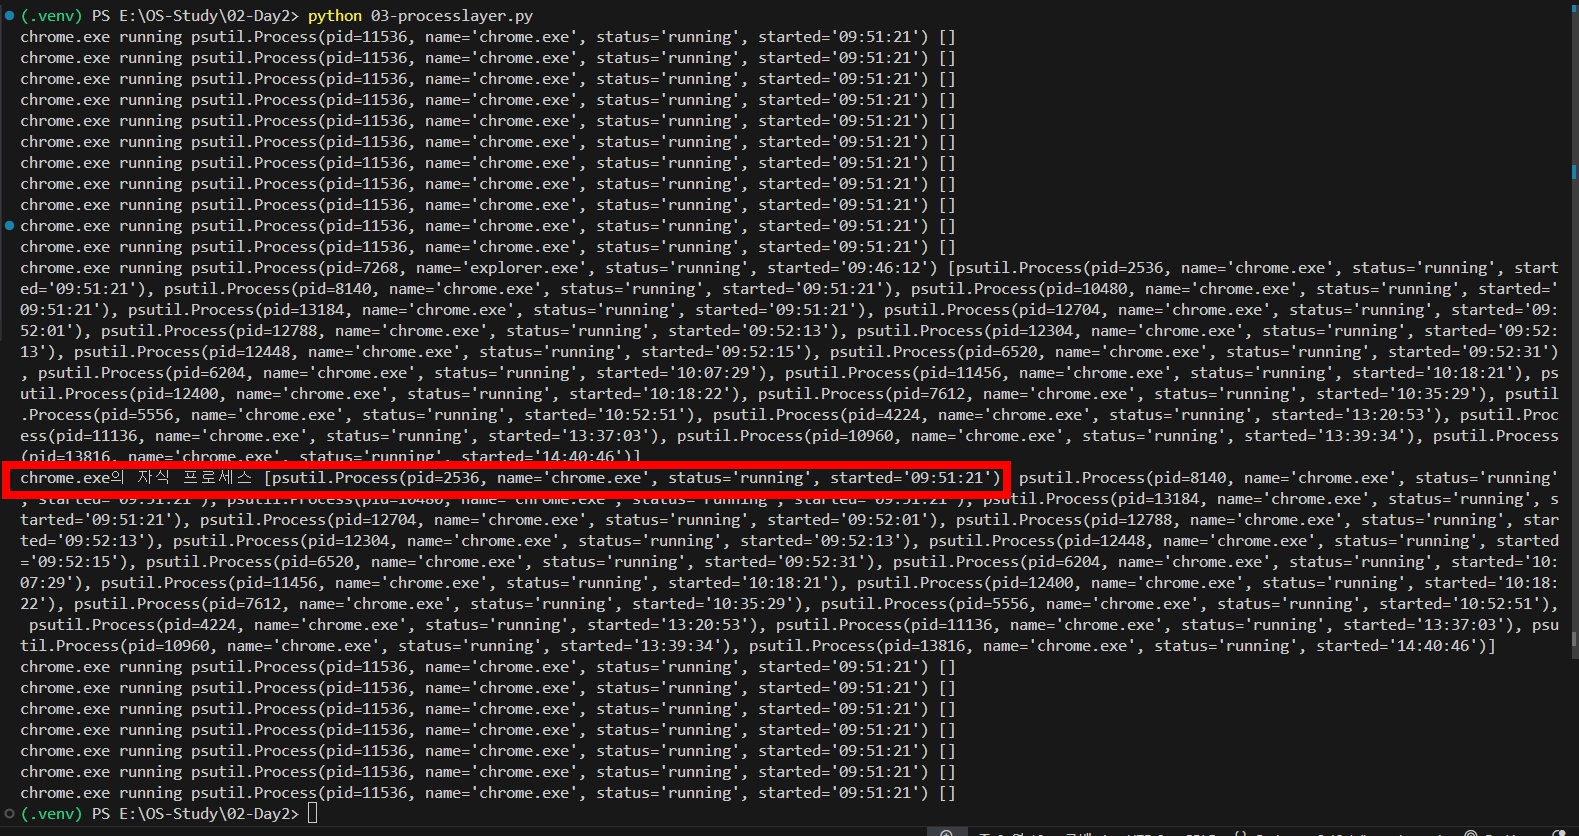 (.venv) PS E:\OS-Study\02-Day2> python 03-processlayer.py
chrome.exe running psutil.Process(pid=11536, name='chrome.exe', status='running', started='09:51:21') []
chrome.exe running psutil.Process(pid=11536, name='chrome.exe', status='running', started='09:51:21') []
chrome.exe running psutil.Process(pid=11536, name='chrome.exe', status='running', started='09:51:21') []
chrome.exe running psutil.Process(pid=11536, name='chrome.exe', status='running', started='09:51:21') []
chrome.exe running psutil.Process(pid=11536, name='chrome.exe', status='running', started='09:51:21') []
chrome.exe running psutil.Process(pid=11536, name='chrome.exe', status='running', started='09:51:21') []
chrome.exe running psutil.Process(pid=11536, name='chrome.exe', status='running', started='09:51:21') []
chrome.exe running psutil.Process(pid=11536, name='chrome.exe', status='running', started='09:51:21') []
chrome.exe running psutil.Process(pid=11536, name='chrome.exe', status='running', started='09:51:21') []
chrome.exe running psutil.Process(pid=11536, name='chrome.exe', status='running', started='09:51:21') []
chrome.exe running psutil.Process(pid=11536, name='chrome.exe', status='running', started='09:51:21') []
chrome.exe running psutil.Process(pid=7268, name='explorer.exe', status='running', started='09:46:12') [psutil.Process(pid=2536, name='chrome.exe', status='running', start
ed='09:51:21'), psutil.Process(pid=8140, name='chrome.exe', status='running', started='09:51:21'), psutil.Process(pid=10480, name='chrome.exe', status='running', started='
09:51:21'), psutil.Process(pid=13184, name='chrome.exe', status='running', started='09:51:21'), psutil.Process(pid=12704, name='chrome.exe', status='running', started='09:
52:01'), psutil.Process(pid=12788, name='chrome.exe', status='running', started='09:52:13'), psutil.Process(pid=12304, name='chrome.exe', status='running', started='09:52:
13'), psutil.Process(pid=12448, name='chrome.exe', status='running', started='09:52:15'), psutil.Process(pid=6520, name='chrome.exe', status='running', started='09:52:31')
, psutil.Process(pid=6204, name='chrome.exe', status='running', started='10:07:29'), psutil.Process(pid=11456, name='chrome.exe', status='running', started='10:18:21'), ps
util.Process(pid=12400, name='chrome.exe', status='running', started='10:18:22'), psutil.Process(pid=7612, name='chrome.exe', status='running', started='10:35:29'), psutil
.Process(pid=5556, name='chrome.exe', status='running', started='10:52:51'), psutil.Process(pid=4224, name='chrome.exe', status='running', started='13:20:53'), psutil.Proc
ess(pid=11136, name='chrome.exe', status='running', started='13:37:03'), psutil.Process(pid=10960, name='chrome.exe', status='running', started='13:39:34'), psutil.Process
(pid=13816, name='chrome.exe', status='running', started='14:40:46')]
chrome.exe의 자식 프로세스 [psutil.Process(pid=2536, name='chrome.exe', status='running', started='09:51:21') psutil.Process(pid=8140, name='chrome.exe', status='running'
, started='09:51:21'), psutil.Process(pid=10480, name='chrome.exe', status='running', started='09:51:21'), psutil.Process(pid=13184, name='chrome.exe', status='running', s
tarted='09:51:21'), psutil.Process(pid=12704, name='chrome.exe', status='running', started='09:52:01'), psutil.Process(pid=12788, name='chrome.exe', status='running', star
ted='09:52:13'), psutil.Process(pid=12304, name='chrome.exe', status='running', started='09:52:13'), psutil.Process(pid=12448, name='chrome.exe', status='running', started
='09:52:15'), psutil.Process(pid=6520, name='chrome.exe', status='running', started='09:52:31'), psutil.Process(pid=6204, name='chrome.exe', status='running', started='10:
07:29'), psutil.Process(pid=11456, name='chrome.exe', status='running', started='10:18:21'), psutil.Process(pid=12400, name='chrome.exe', status='running', started='10:18:
22'), psutil.Process(pid=7612, name='chrome.exe', status='running', started='10:35:29'), psutil.Process(pid=5556, name='chrome.exe', status='running', started='10:52:51'),
psutil.Process(pid=4224, name='chrome.exe', status='running', started='13:20:53'), psutil.Process(pid=11136, name='chrome.exe', status='running', started='13:37:03'), psu
til.Process(pid=10960, name='chrome.exe', status='running', started='13:39:34'), psutil.Process(pid=13816, name='chrome.exe', status='running', started='14:40:46')]
chrome.exe running psutil.Process(pid=11536, name='chrome.exe', status='running', started='09:51:21') []
chrome.exe running psutil.Process(pid=11536, name='chrome.exe', status='running', started='09:51:21') []
chrome.exe running psutil.Process(pid=11536, name='chrome.exe', status='running', started='09:51:21') []
chrome.exe running psutil.Process(pid=11536, name='chrome.exe', status='running', started='09:51:21') []
chrome.exe running psutil.Process(pid=11536, name='chrome.exe', status='running', started='09:51:21') []
chrome.exe running psutil.Process(pid=11536, name='chrome.exe', status='running', started='09:51:21') []
chrome.exe running psutil.Process(pid=11536, name='chrome.exe', status='running', started='09:51:21') []
(.venv) PS E:\OS-Study\02-Day2>